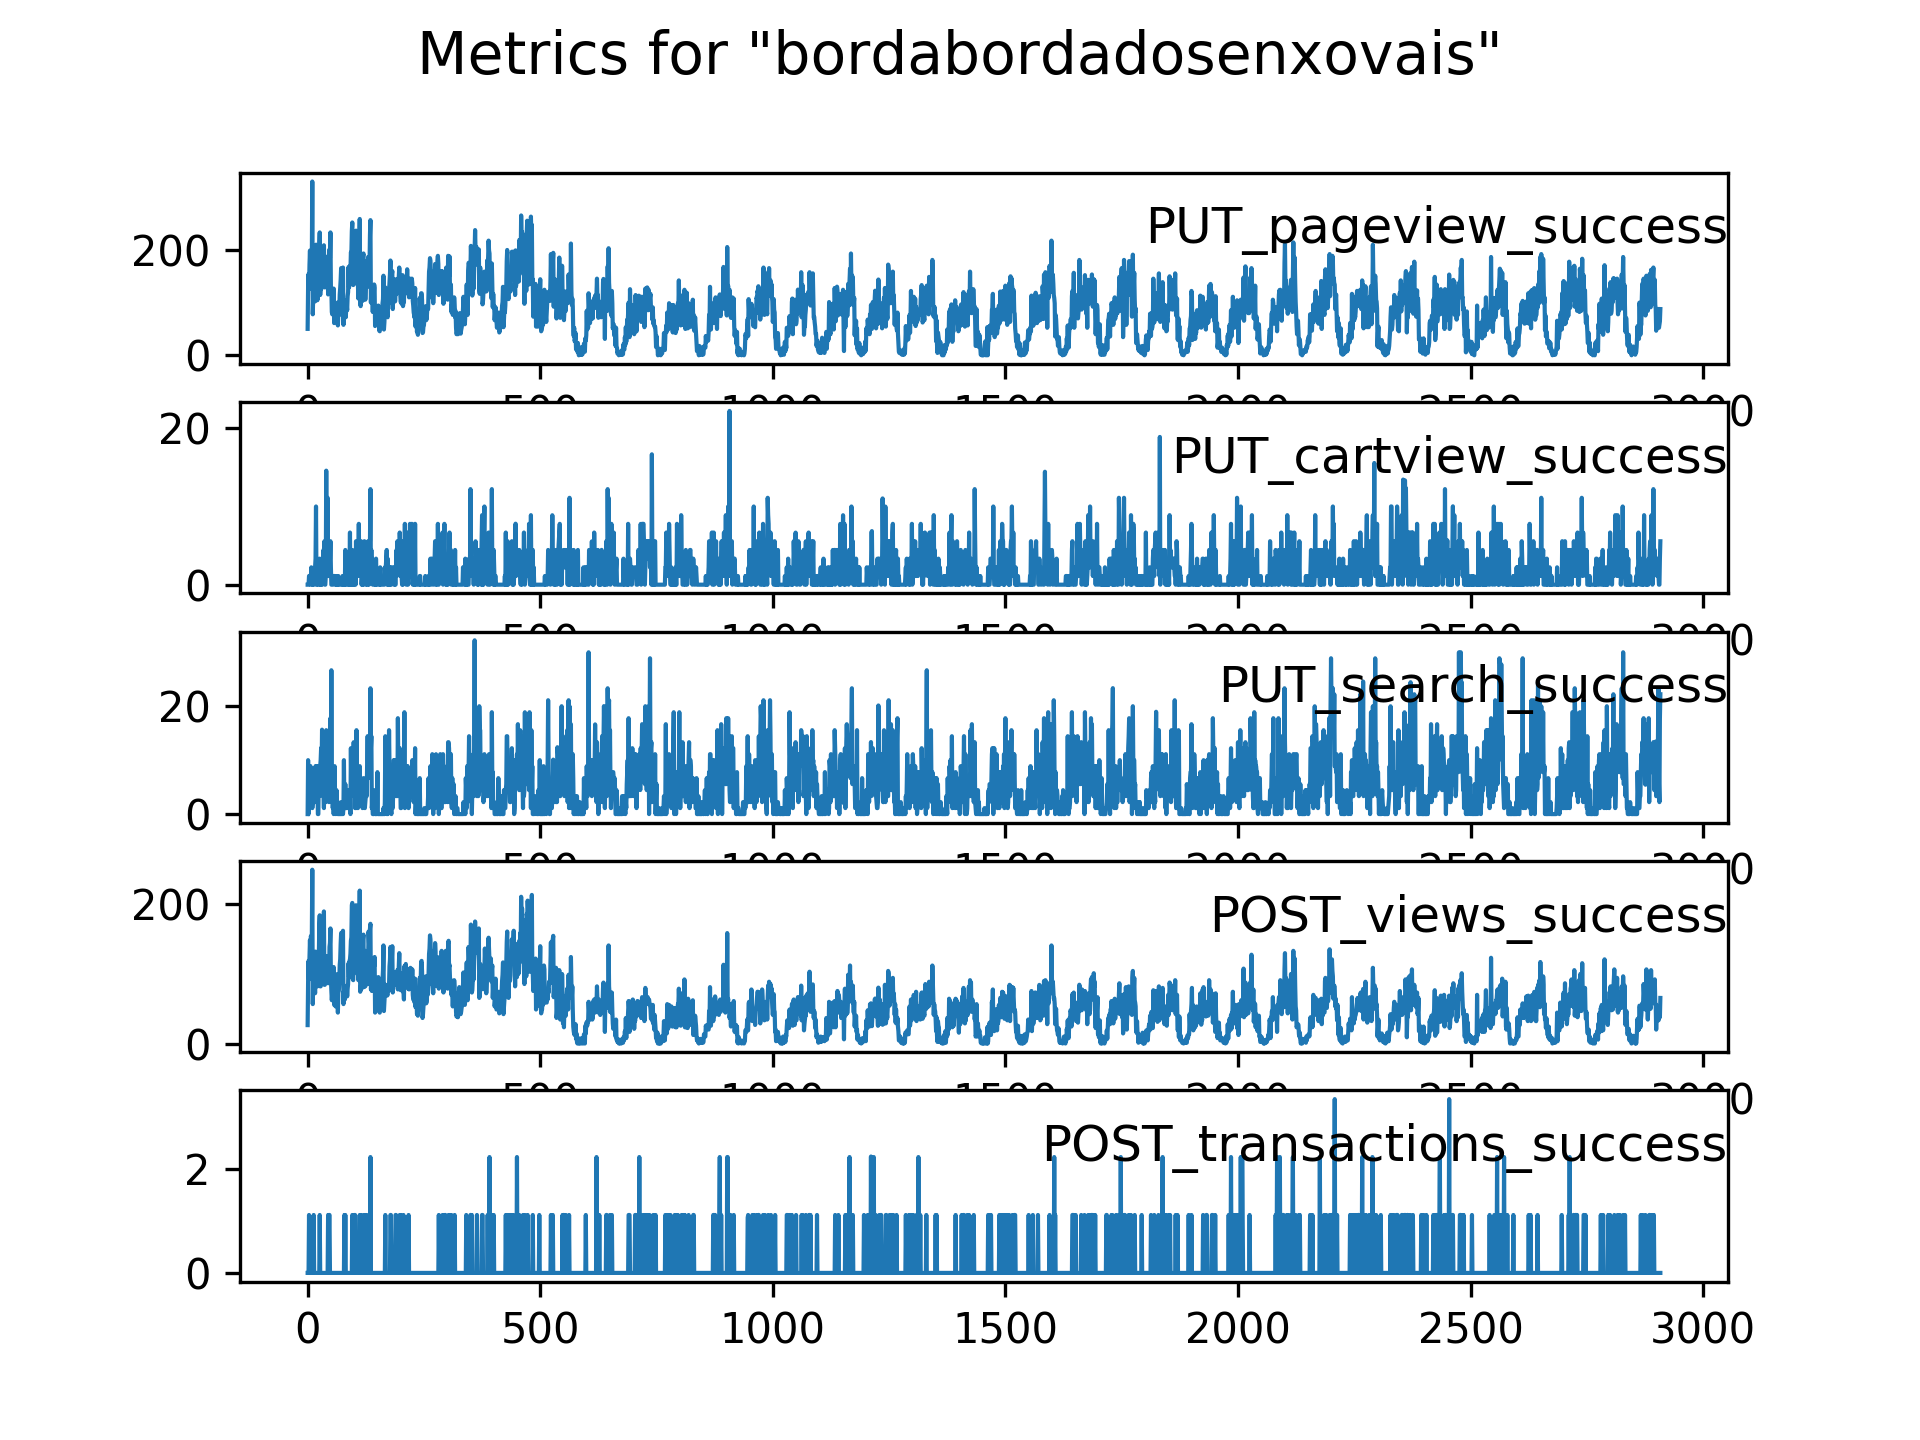 Metrics for "bordabordadosenxovais"
PUT_pageview_success
200
0
0 500 1000 1500 2000 2500 3000
PUT_cartview_success
20
0
0 500 1000 1500 2000 2500 3000
PUT_search_success
20
0
0 500 1000 1500 2000 2500 3000
POST_views_success
200
0
0 500 1000 1500 2000 2500 3000
POST_transactions_success
2
0
0 500 1000 1500 2000 2500 3000